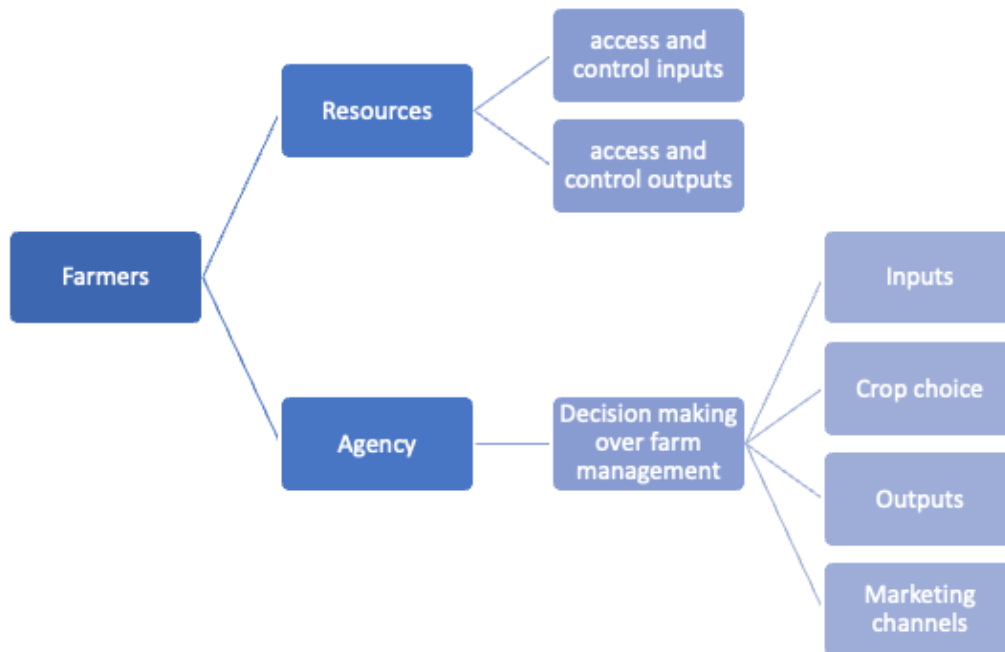 Farmers
Resources
access and
control inputs
access and
control outputs
Agency
Decision making
over farm
management
Inputs
Crop choice
Outputs
Marketing
channels